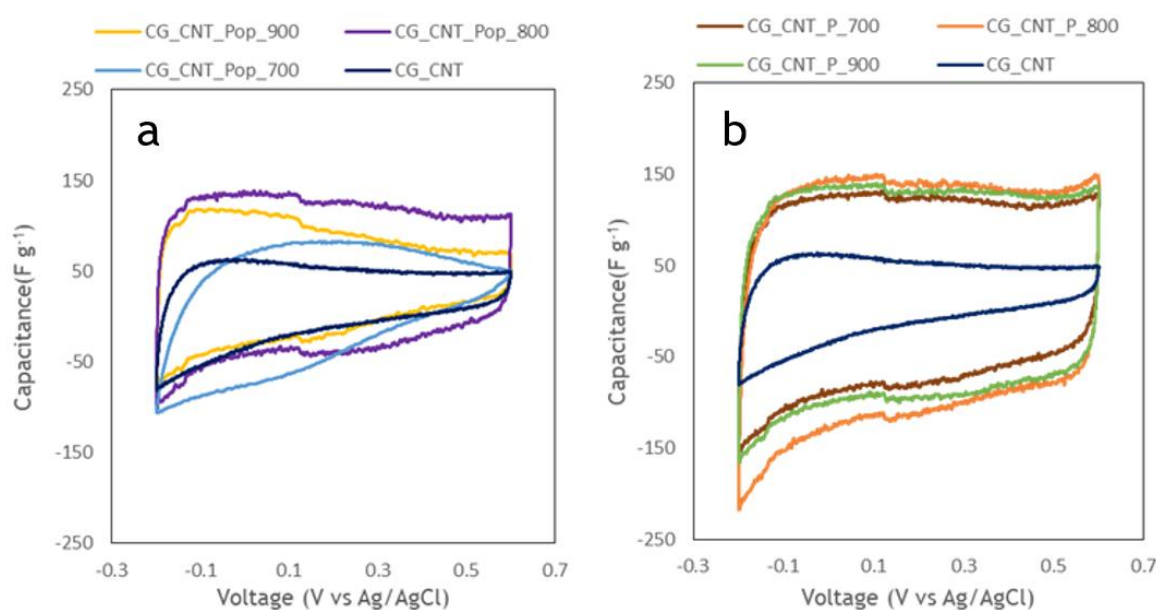 CG_CNT_Pop_900 CG_CNT_Pop_800
CG_CNT_Pop_700 CG_CNT
a
250
150
50
-50
-150
-250
Capacitance(F g-1)
-0.3 -0.1 0.1 0.3 0.5 0.7
Voltage (V vs Ag/AgCl)
CG_CNT_P_700 CG_CNT_P_800
CG_CNT_P_900 CG_CNT
b
250
150
50
-50
-150
-250
Capacitance(F g-1)
-0.3 -0.1 0.1 0.3 0.5 0.7
Voltage (V vs Ag/AgCl)